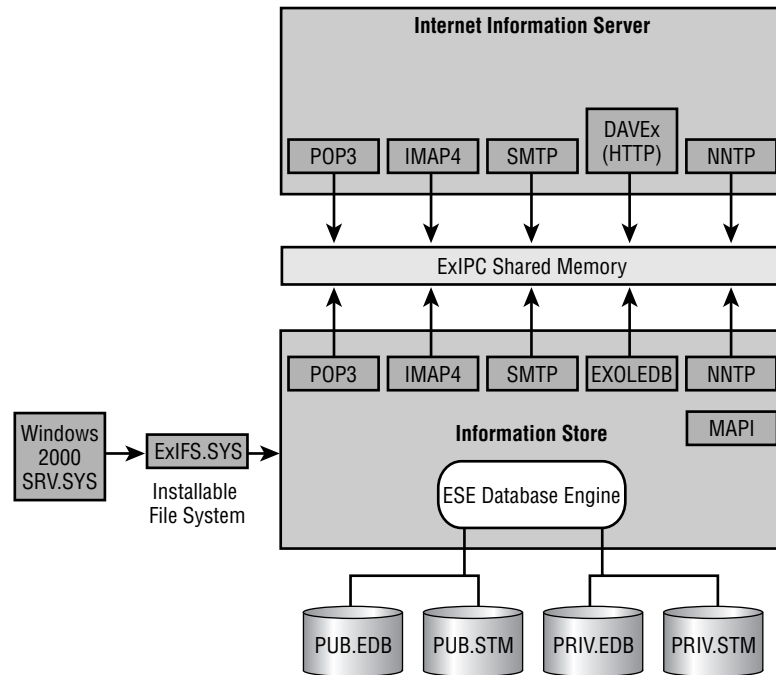 Internet Information Server
POP3
IMAP4
SMTP
DAVEx
(HTTP)
NNTP
ExIPC Shared Memory
POP3
IMAP4
SMTP
EXOLEDB
NNTP
MAPI
Information Store
Windows
2000
SRV.SYS
ExIFS.SYS
Installable
File System
ESE Database Engine
PUB.EDB
PUB.STM
PRIV.EDB
PRIV.STM